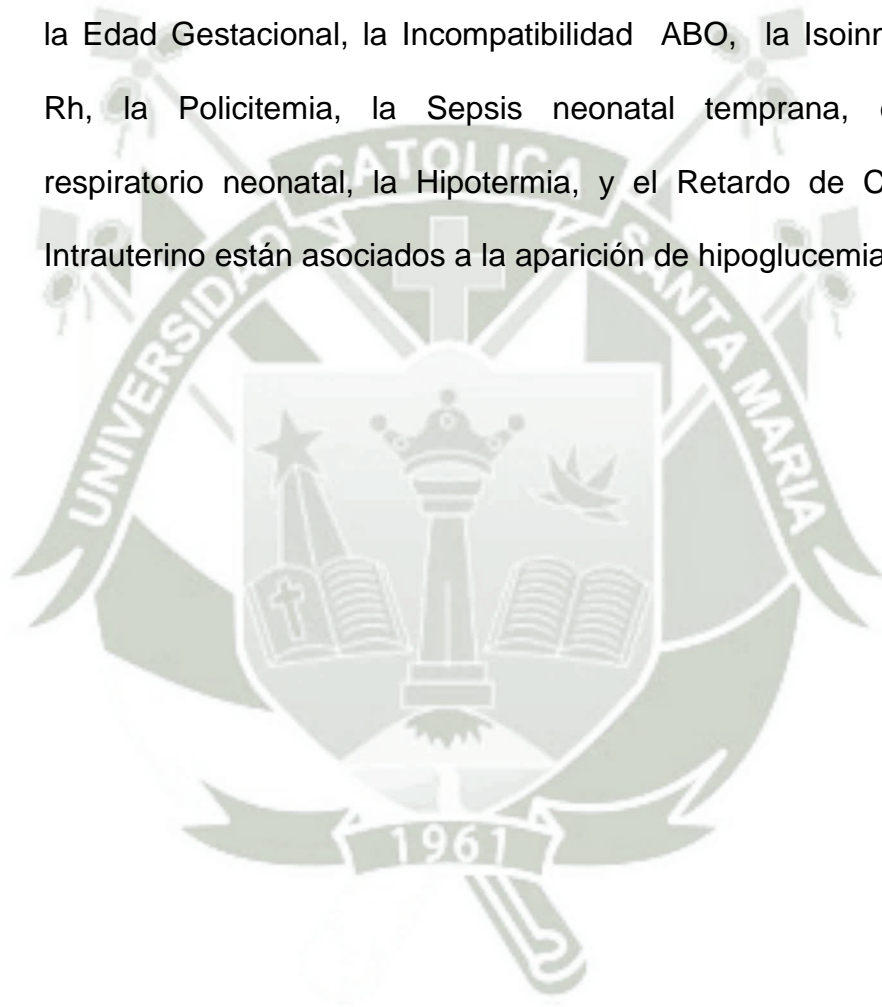 la Edad Gestacional, la Incompatibilidad ABO, la
Rh, la Policitemia, la Sepsis neonatal temprana,
respiratorio neonatal, la Hipotermia, y el Retardo de
Intrauterino están asociados a la aparición de hipoglucemia
UNIVERSIDAD CATOLICA SANTA MARIA
1961